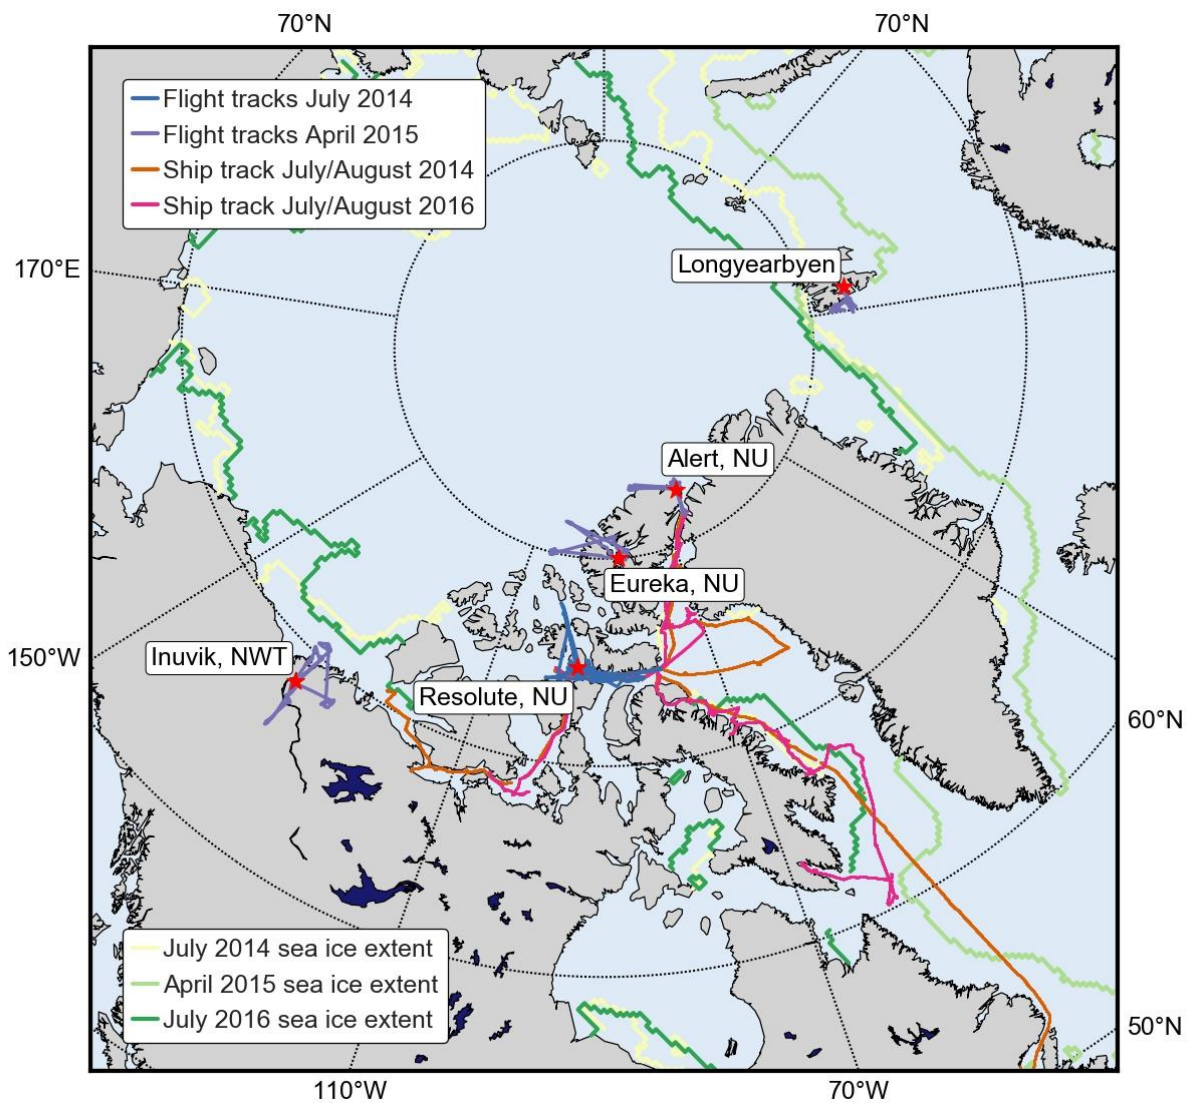 70°N 70°N
Flight tracks July 2014
Flight tracks April 2015
Ship track July/August 2014
Ship track July/August 2016
170°E
Longyearbyen
Alert, NU
Eureka, NU
150°W
Inuvik, NWT
Resolute, NU
60°N
July 2014 sea ice extent
April 2015 sea ice extent
July 2016 sea ice extent
50°N
110°W 70°W